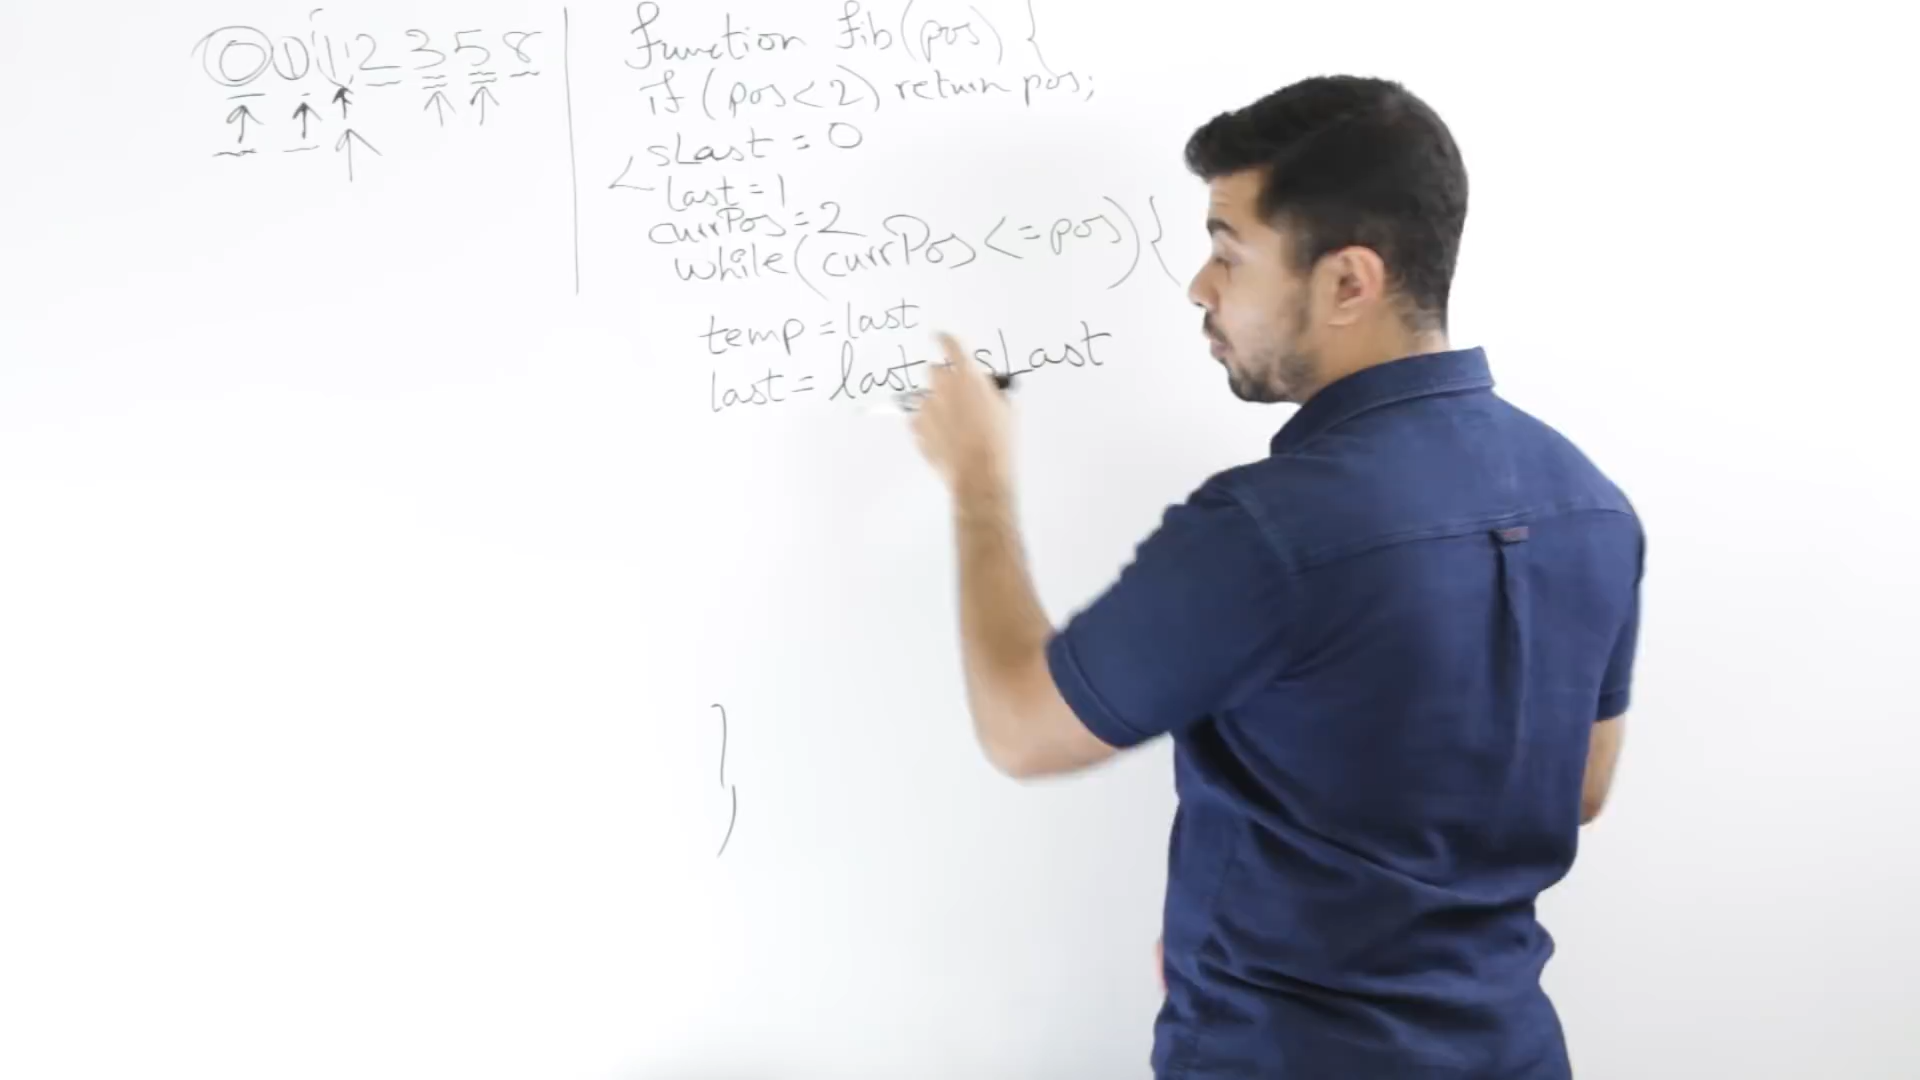 0 1 1 2 3 5 8
function fib(pos) {
if (pos<2) return pos;
sLast = 0
last = 1
currPos = 2
while (currPos <= pos) {
temp = last
last = last + sLast
}
}